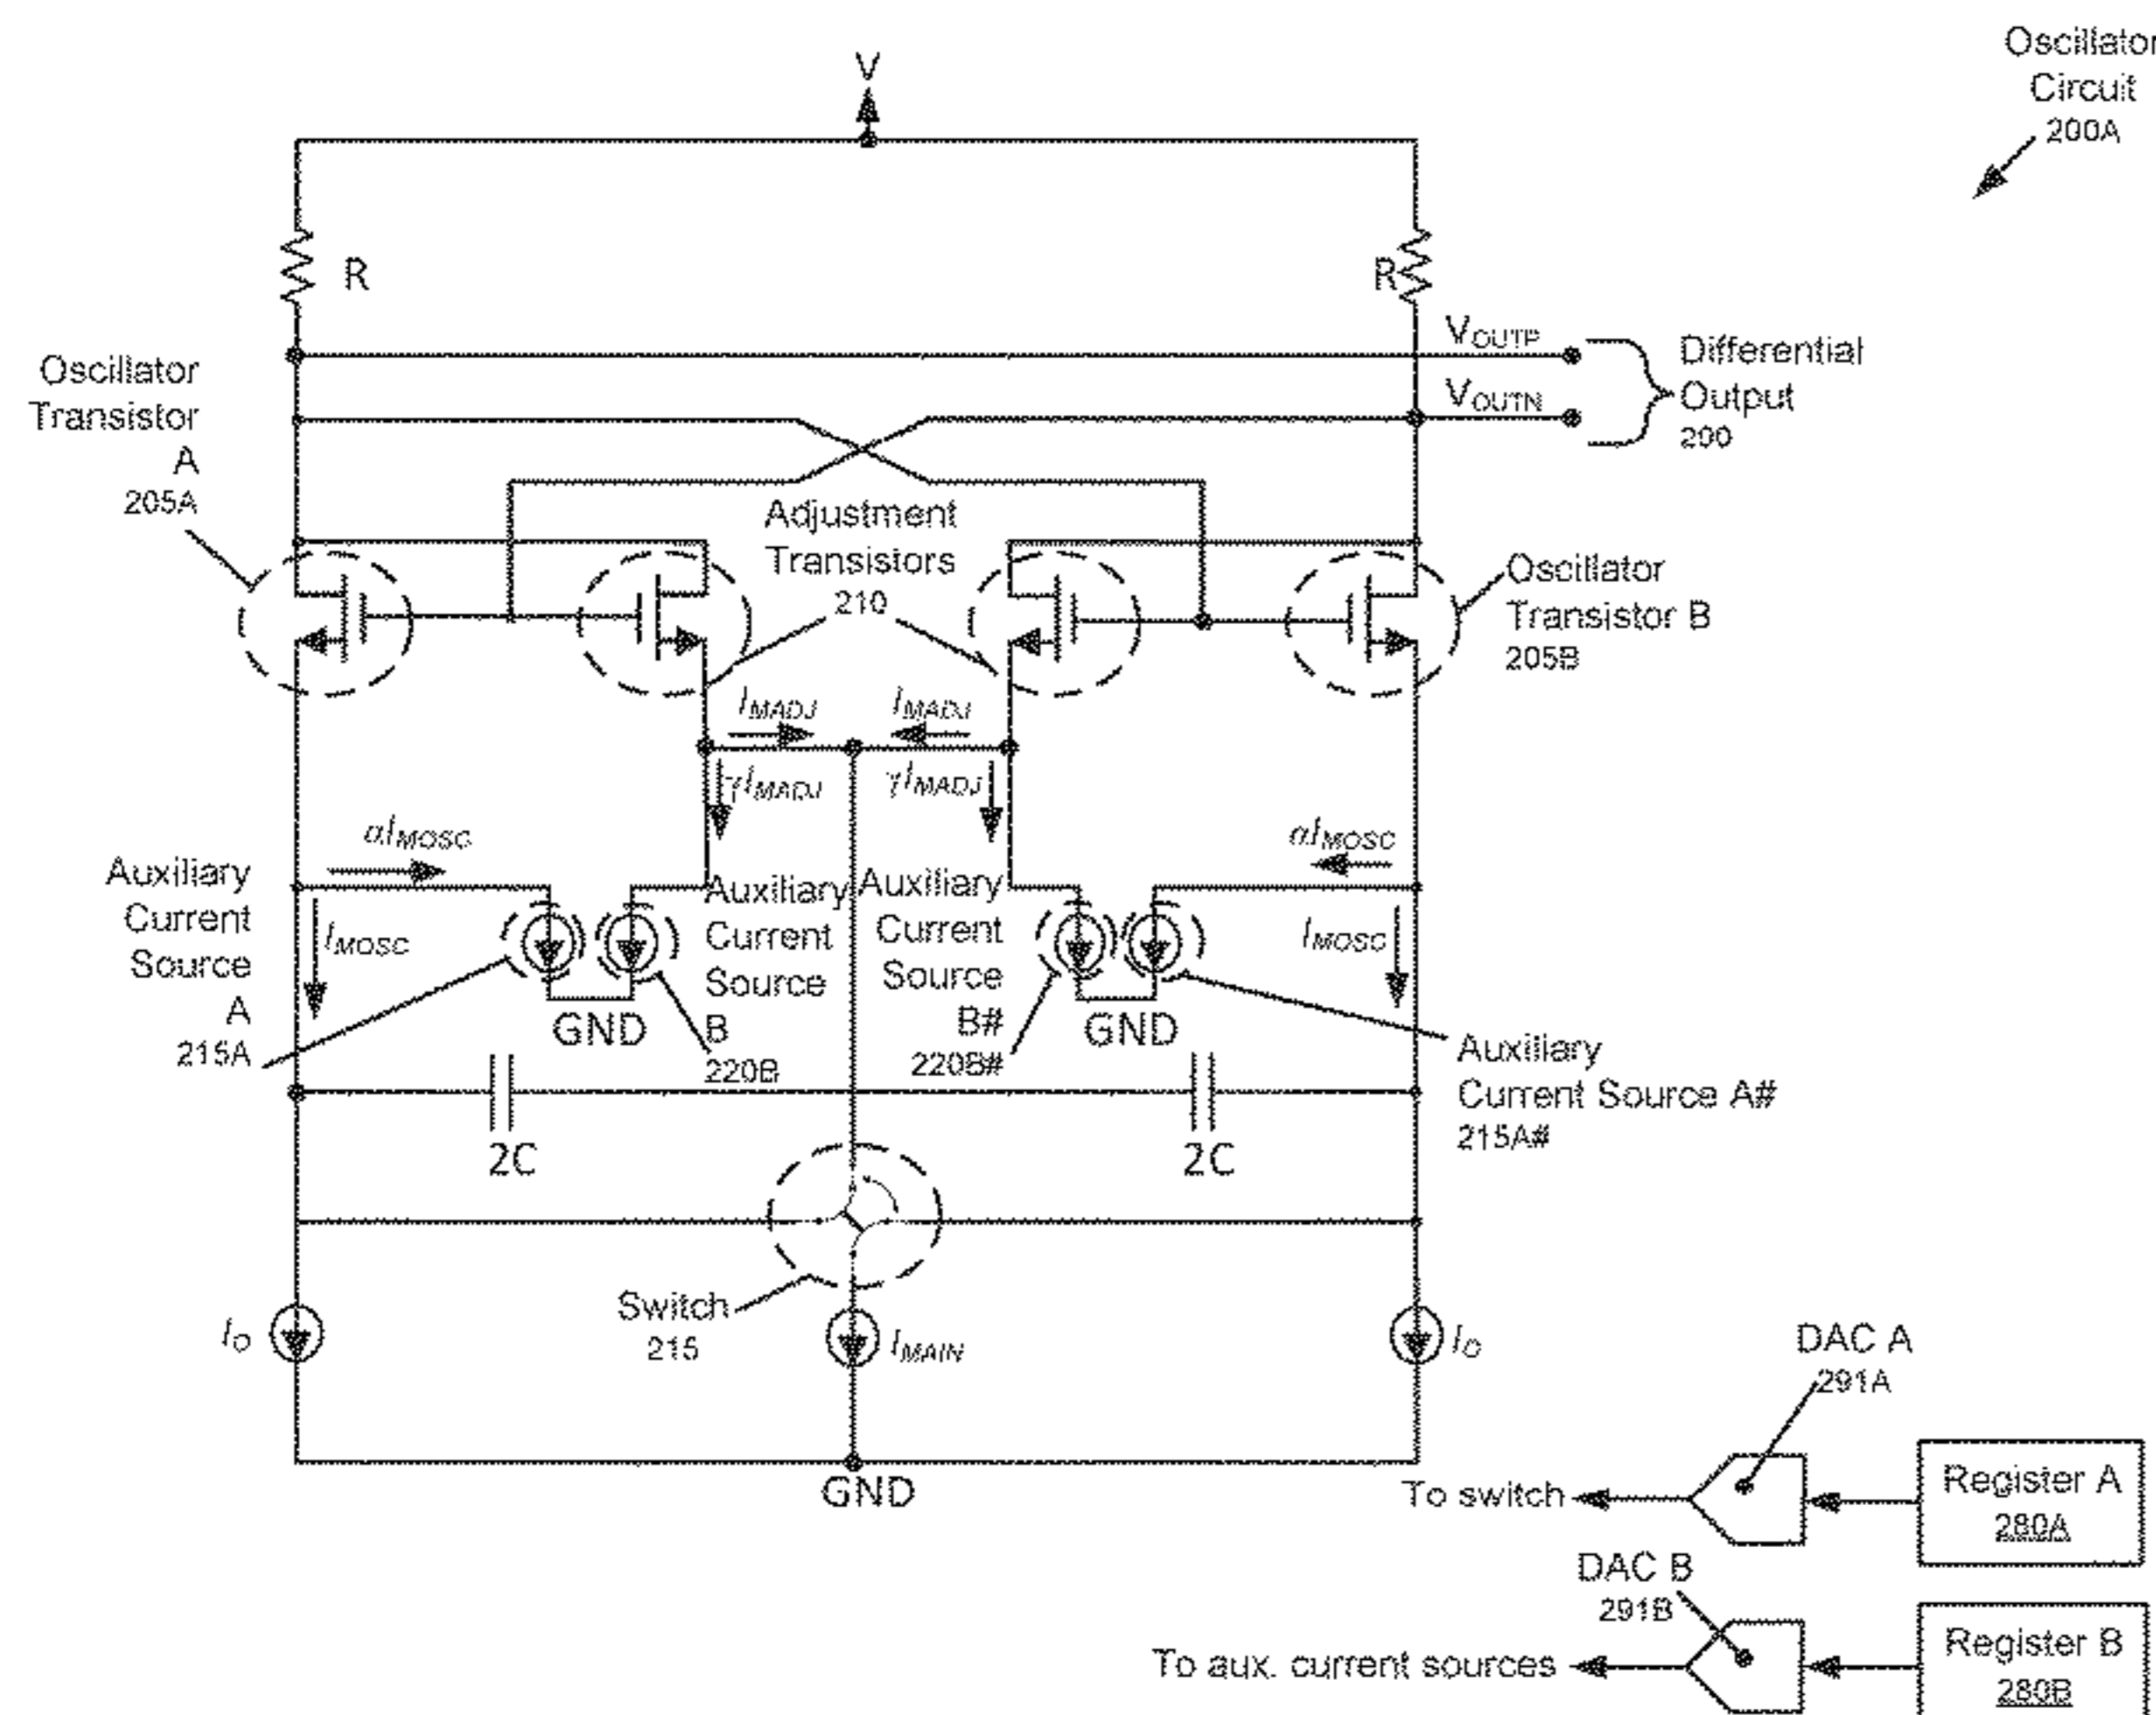 Oscillator
Circuit
200A
V
R
R
VOUTP
VOUTN
Differential
Output
290
Oscillator
Transistor
A
205A
Adjustment
Transistors
210
Oscillator
Transistor B
205B
IMADJ
IMADJ
γIMADJ
γIMADJ
αIMOSC
αIMOSC
Auxiliary
Current
Source
A
215A
IMOSC
Auxiliary
Current
Source
B
220B
Auxiliary
Current
Source
B#
220B#
IMOSC
GND
GND
Auxiliary
Current Source A#
215A#
2C
2C
Switch
215
IO
IMAIN
IO
GND
DAC A
291A
To switch
Register A
280A
DAC B
291B
To aux. current sources
Register B
280B